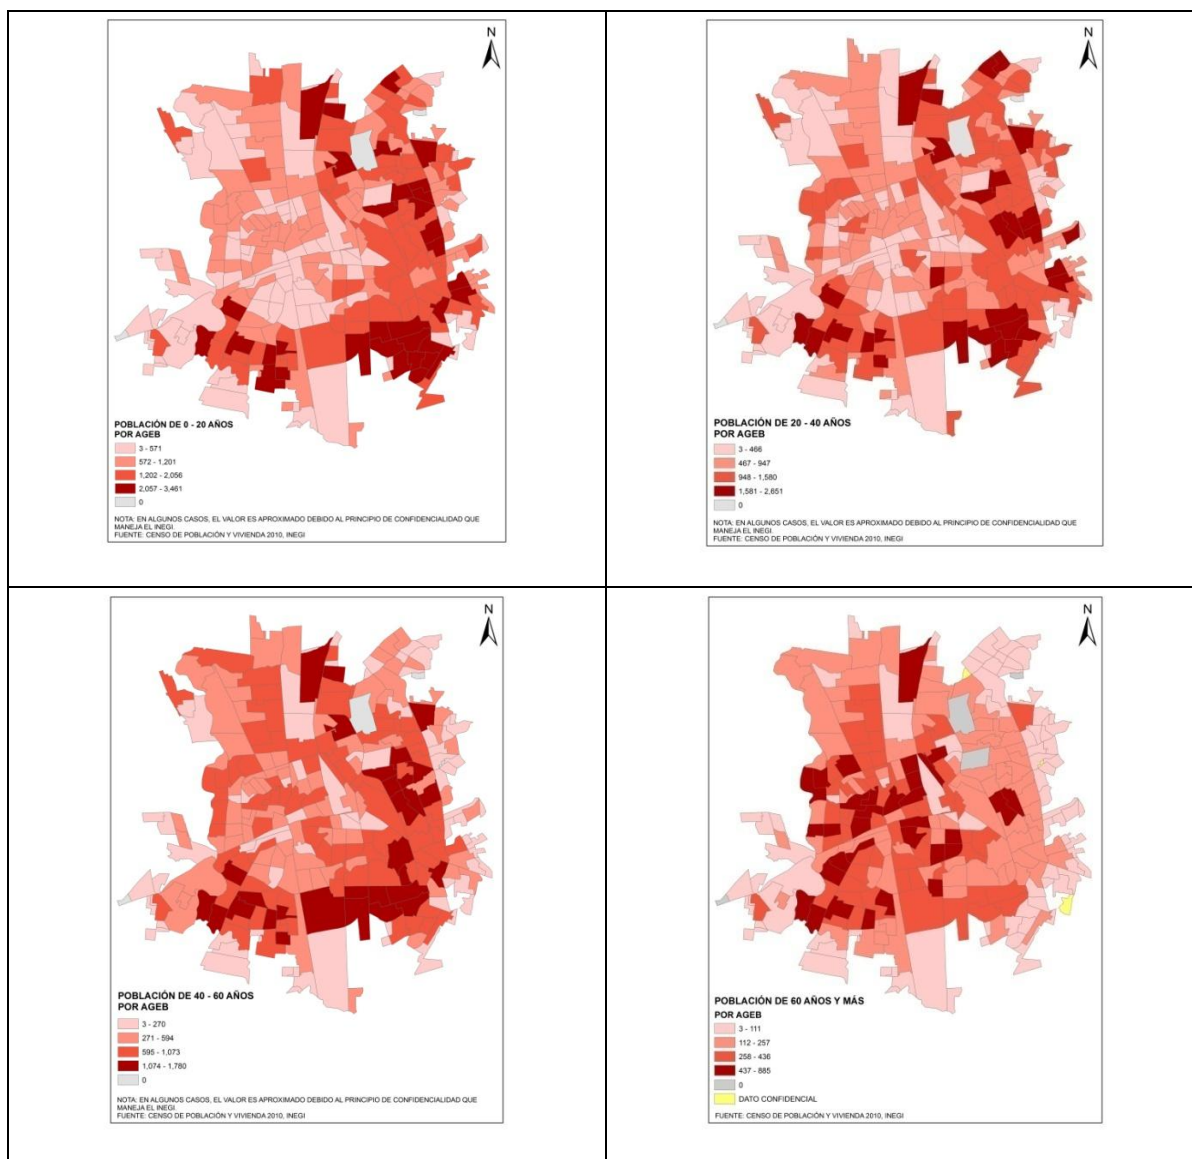 N
POBLACIÓN DE 0 - 20 AÑOS
POR AGEB
3 - 571
572 - 1,201
1,202 - 2,056
2,057 - 3,461
0
NOTA: EN ALGUNOS CASOS, EL VALOR ES APROXIMADO DEBIDO AL PRINCIPIO DE CONFIDENCIALIDAD QUE
MANEJA EL INEGI.
FUENTE: CENSO DE POBLACIÓN Y VIVIENDA 2010, INEGI
N
POBLACIÓN DE 20 - 40 AÑOS
POR AGEB
3 - 466
467 - 947
948 - 1,580
1,581 - 2,651
0
NOTA: EN ALGUNOS CASOS, EL VALOR ES APROXIMADO DEBIDO AL PRINCIPIO DE CONFIDENCIALIDAD QUE
MANEJA EL INEGI.
FUENTE: CENSO DE POBLACIÓN Y VIVIENDA 2010, INEGI
N
POBLACIÓN DE 40 - 60 AÑOS
POR AGEB
3 - 270
271 - 594
595 - 1,073
1,074 - 1,780
0
NOTA: EN ALGUNOS CASOS, EL VALOR ES APROXIMADO DEBIDO AL PRINCIPIO DE CONFIDENCIALIDAD QUE
MANEJA EL INEGI.
FUENTE: CENSO DE POBLACIÓN Y VIVIENDA 2010, INEGI
N
POBLACIÓN DE 60 AÑOS Y MÁS
POR AGEB
3 - 111
112 - 257
258 - 436
437 - 885
0
DATO CONFIDENCIAL
FUENTE: CENSO DE POBLACIÓN Y VIVIENDA 2010, INEGI